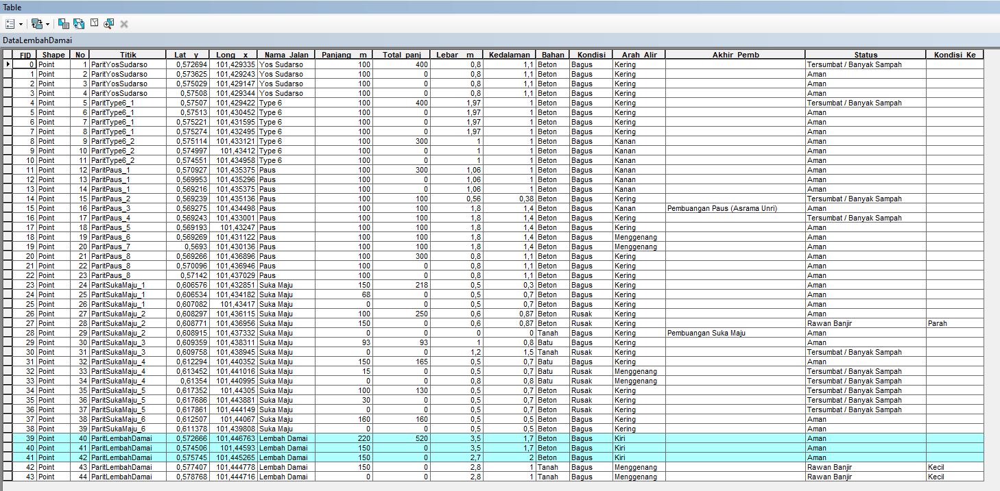 Table
DataLembahDamai
FID Shape No Titik Lat__y Long__x Nama_Jalan Panjang__m Total_panj Lebar__m Kedalaman Bahan Kondisi Arah_Alir Akhir_Pemb Status Kondisi_Ke
0 Point 1 ParitYosSudarso 0,572694 101,429335 Yos Sudarso 100 400 0,8 1,1 Beton Bagus Kering Tersumbat / Banyak Sampah
1 Point 2 ParitYosSudarso 0,573625 101,429243 Yos Sudarso 100 0 0,8 1,1 Beton Bagus Kering Aman
2 Point 3 ParitYosSudarso 0,575029 101,429147 Yos Sudarso 100 0 0,8 1,1 Beton Bagus Kering Aman
3 Point 4 ParitYosSudarso 0,57508 101,429344 Yos Sudarso 100 0 0,8 1,1 Beton Bagus Kering Aman
4 Point 5 ParitType6_1 0,57507 101,429422 Type 6 100 400 1,97 1 Beton Bagus Kering Tersumbat / Banyak Sampah
5 Point 6 ParitType6_1 0,57513 101,430452 Type 6 100 0 1,97 1 Beton Bagus Kering Aman
6 Point 7 ParitType6_1 0,575221 101,431595 Type 6 100 0 1,97 1 Beton Bagus Kering Aman
7 Point 8 ParitType6_1 0,575274 101,432495 Type 6 100 0 1,97 1 Beton Bagus Kering Aman
8 Point 9 ParitType6_2 0,575114 101,433121 Type 6 100 300 1 1 Beton Bagus Kanan Aman
9 Point 10 ParitType6_2 0,574997 101,43412 Type 6 100 0 1 1 Beton Bagus Kanan Aman
10 Point 11 ParitType6_2 0,574551 101,434958 Type 6 100 0 1 1 Beton Bagus Kanan Aman
11 Point 12 ParitPaus_1 0,570927 101,435375 Paus 100 300 1,06 1 Beton Bagus Kanan Aman
12 Point 13 ParitPaus_1 0,569953 101,435296 Paus 100 0 1,06 1 Beton Bagus Kanan Aman
13 Point 14 ParitPaus_1 0,569216 101,435375 Paus 100 0 1,06 1 Beton Bagus Kanan Aman
14 Point 15 ParitPaus_2 0,569239 101,435136 Paus 100 100 0,56 0,38 Beton Bagus Kering Tersumbat / Banyak Sampah
15 Point 16 ParitPaus_3 0,569275 101,434498 Paus 100 100 1,8 1,4 Beton Bagus Kanan Pembuangan Paus (Asrama Unri) Aman
16 Point 17 ParitPaus_4 0,569243 101,433001 Paus 100 100 1,8 1,4 Beton Bagus Kering Tersumbat / Banyak Sampah
17 Point 18 ParitPaus_5 0,569193 101,43247 Paus 100 100 1,8 1,4 Beton Bagus Kering Aman
18 Point 19 ParitPaus_6 0,569269 101,431122 Paus 100 100 1,8 1,4 Beton Bagus Menggenang Aman
19 Point 20 ParitPaus_7 0,5693 101,430136 Paus 100 100 1,8 1,4 Beton Bagus Menggenang Aman
20 Point 21 ParitPaus_8 0,569266 101,436896 Paus 100 300 0,8 1,1 Beton Bagus Kering Aman
21 Point 22 ParitPaus_8 0,570096 101,436946 Paus 100 0 0,8 1,1 Beton Bagus Kering Aman
22 Point 23 ParitPaus_8 0,57142 101,437029 Paus 100 0 0,8 1,1 Beton Bagus Kering Aman
23 Point 24 ParitSukaMaju_1 0,606576 101,432851 Suka Maju 150 218 0,5 0,3 Beton Bagus Kering Aman
24 Point 25 ParitSukaMaju_1 0,606534 101,434182 Suka Maju 68 0 0,5 0,7 Beton Bagus Kering Aman
25 Point 26 ParitSukaMaju_1 0,607082 101,43417 Suka Maju 0 0 0,5 0,7 Beton Bagus Kering Aman
26 Point 27 ParitSukaMaju_2 0,608297 101,436115 Suka Maju 100 250 0,6 0,87 Beton Rusak Kering Aman
27 Point 28 ParitSukaMaju_2 0,608771 101,436956 Suka Maju 150 0 0,6 0,87 Beton Rusak Kering Rawan Banjir Parah
28 Point 29 ParitSukaMaju_2 0,608915 101,437332 Suka Maju 0 0 0 0 Tanah Bagus Kering Pembuangan Suka Maju Aman
29 Point 30 ParitSukaMaju_3 0,609359 101,438311 Suka Maju 93 93 1 0,8 Batu Bagus Kering Aman
30 Point 31 ParitSukaMaju_3 0,609758 101,438945 Suka Maju 0 0 1,2 1,5 Tanah Rusak Kering Tersumbat / Banyak Sampah
31 Point 32 ParitSukaMaju_4 0,612294 101,440352 Suka Maju 150 165 0,5 0,7 Batu Bagus Kering Aman
32 Point 33 ParitSukaMaju_4 0,613452 101,441016 Suka Maju 15 0 0,5 0,7 Batu Rusak Menggenang Tersumbat / Banyak Sampah
33 Point 34 ParitSukaMaju_4 0,61354 101,440995 Suka Maju 0 0 0,8 0,8 Batu Rusak Menggenang Tersumbat / Banyak Sampah
34 Point 35 ParitSukaMaju_5 0,617352 101,44305 Suka Maju 100 130 0,5 0,7 Beton Rusak Kering Tersumbat / Banyak Sampah
35 Point 36 ParitSukaMaju_5 0,617686 101,443881 Suka Maju 30 0 0,5 0,7 Beton Rusak Kering Tersumbat / Banyak Sampah
36 Point 37 ParitSukaMaju_5 0,617861 101,444149 Suka Maju 0 0 0,5 0,7 Beton Rusak Kering Tersumbat / Banyak Sampah
37 Point 38 ParitSukaMaju_6 0,612507 101,44067 Suka Maju 160 160 0,5 0,5 Beton Bagus Kering Aman
38 Point 39 ParitSukaMaju_6 0,611378 101,439808 Suka Maju 0 0 0,5 0,5 Beton Bagus Kering Aman
39 Point 40 ParitLembahDamai 0,572666 101,446763 Lembah Damai 220 520 3,5 1,7 Beton Bagus Kiri Aman
40 Point 41 ParitLembahDamai 0,574506 101,44593 Lembah Damai 150 0 3,5 1,7 Beton Bagus Kiri Aman
41 Point 42 ParitLembahDamai 0,575745 101,445265 Lembah Damai 150 0 2,7 2 Beton Bagus Kiri Aman
42 Point 43 ParitLembahDamai 0,577407 101,444778 Lembah Damai 150 0 2,8 1 Tanah Bagus Menggenang Rawan Banjir Kecil
43 Point 44 ParitLembahDamai 0,578768 101,444716 Lembah Damai 0 0 2,8 1 Tanah Bagus Menggenang Rawan Banjir Kecil